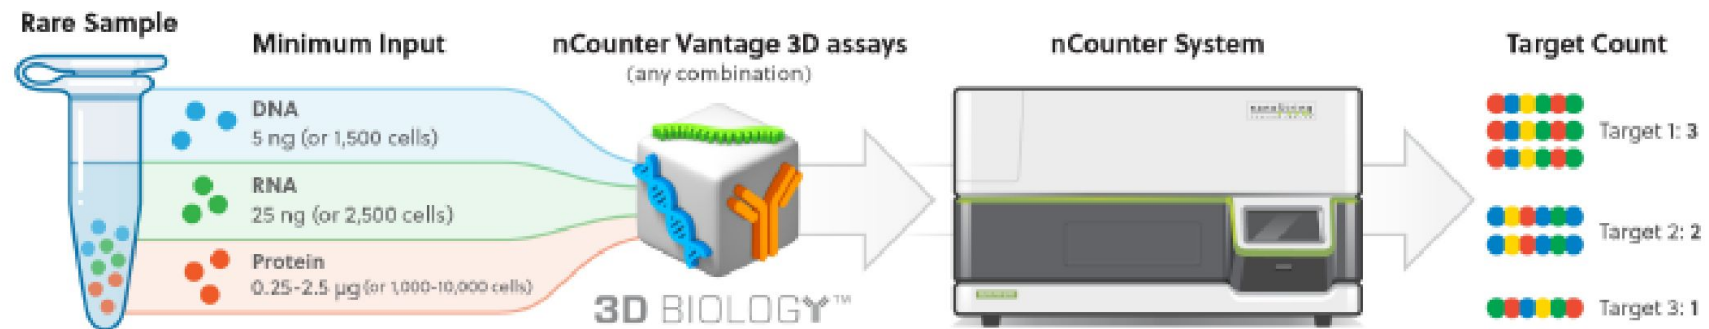 Rare Sample
Minimum Input
DNA
5 ng (or 1,500 cells)
RNA
25 ng (or 2,500 cells)
Protein
0.25-2.5 µg (or 1,000-10,000 cells)
nCounter Vantage 3D assays
(any combination)
3D BIOLOGY™
nCounter System
nanoString
Target Count
Target 1: 3
Target 2: 2
Target 3: 1